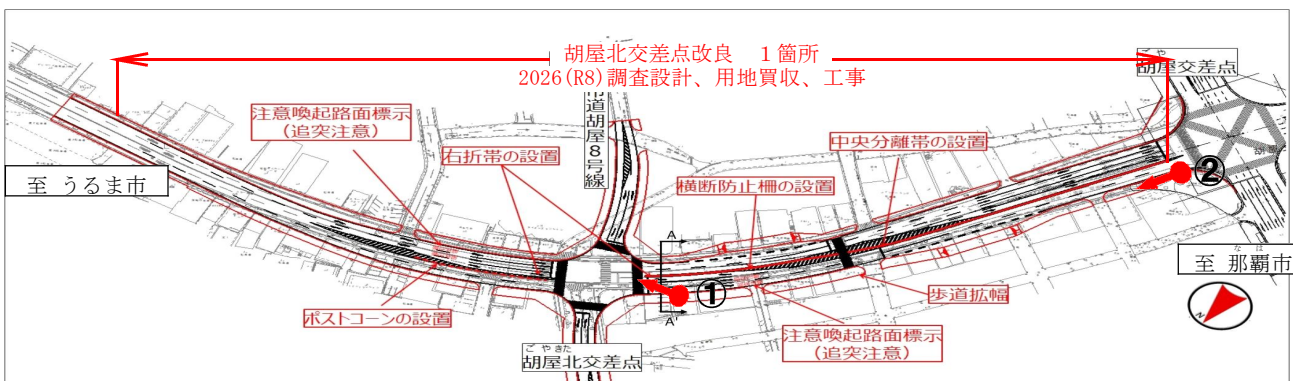 胡屋北交差点改良 1箇所
2026(R8)調査設計、用地買収、工事
ごや
胡屋交差点
注意喚起路面標示
(追突注意)
市道胡屋8号線
右折帯の設置
中央分離帯の設置
横断防止柵の設置
至 うるま市
②
A
①
A'
なは
至 那覇市
歩道拡幅
ポストコーンの設置
注意喚起路面標示
(追突注意)
ごやきた
胡屋北交差点
N